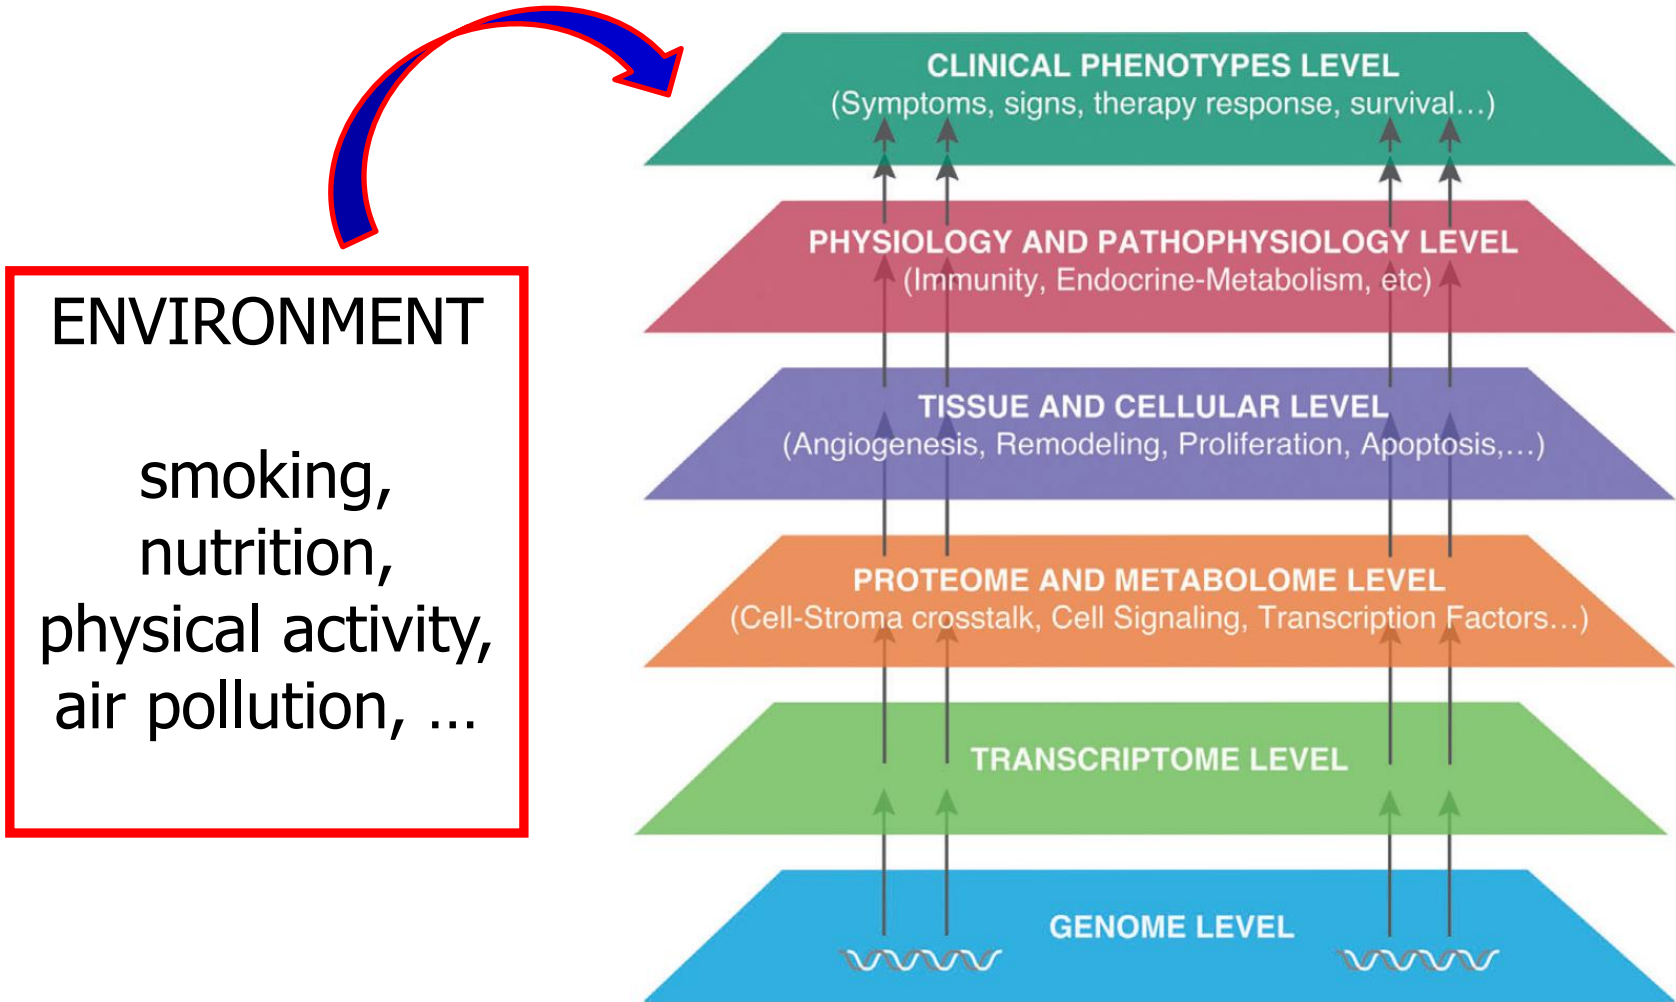 ENVIRONMENT
smoking,
nutrition,
physical activity,
air pollution, …
CLINICAL PHENOTYPES LEVEL
(Symptoms, signs, therapy response, survival…)
PHYSIOLOGY AND PATHOPHYSIOLOGY LEVEL
(Immunity, Endocrine-Metabolism, etc)
TISSUE AND CELLULAR LEVEL
(Angiogenesis, Remodeling, Proliferation, Apoptosis,…)
PROTEOME AND METABOLOME LEVEL
(Cell-Stroma crosstalk, Cell Signaling, Transcription Factors…)
TRANSCRIPTOME LEVEL
GENOME LEVEL